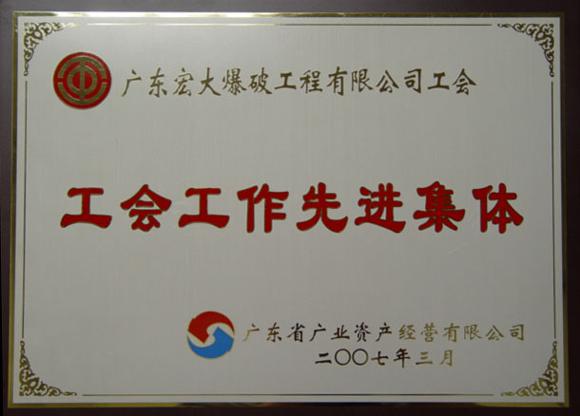 广东宏大爆破工程有限公司工会
工会工作先进集体
广东省广业资产经营有限公司
二〇〇七年三月